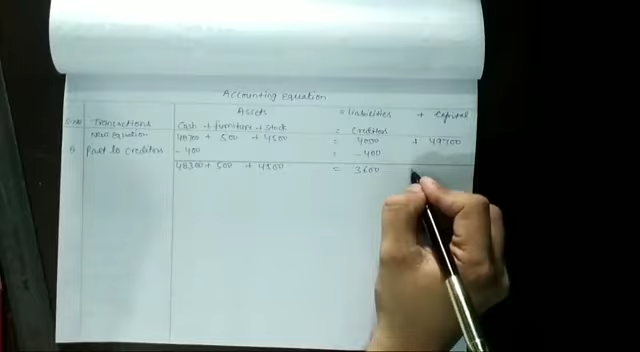 Accounting Equation
Assets = Liabilities + Capital
S.No Transactions Cash + furniture + stock = Creditors
New Equation 48700 + 500 + 4500 = 4000 + 49700
Paid to Creditors - 400 = - 400
48300 + 500 + 4500 = 3600